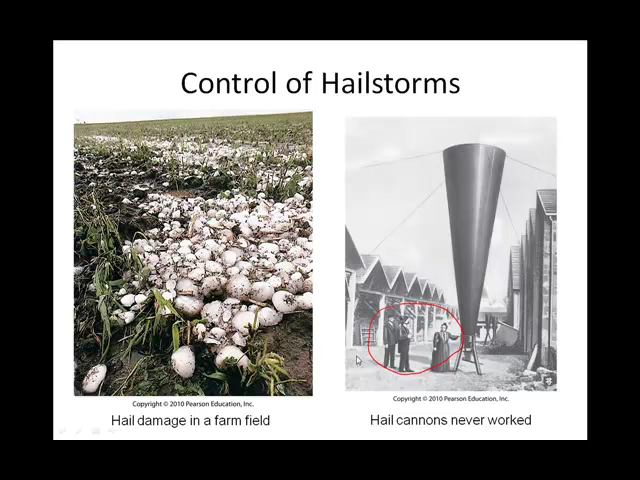 Control of Hailstorms
Copyright © 2010 Pearson Education, Inc.
Hail damage in a farm field
Copyright © 2010 Pearson Education, Inc.
Hail cannons never worked